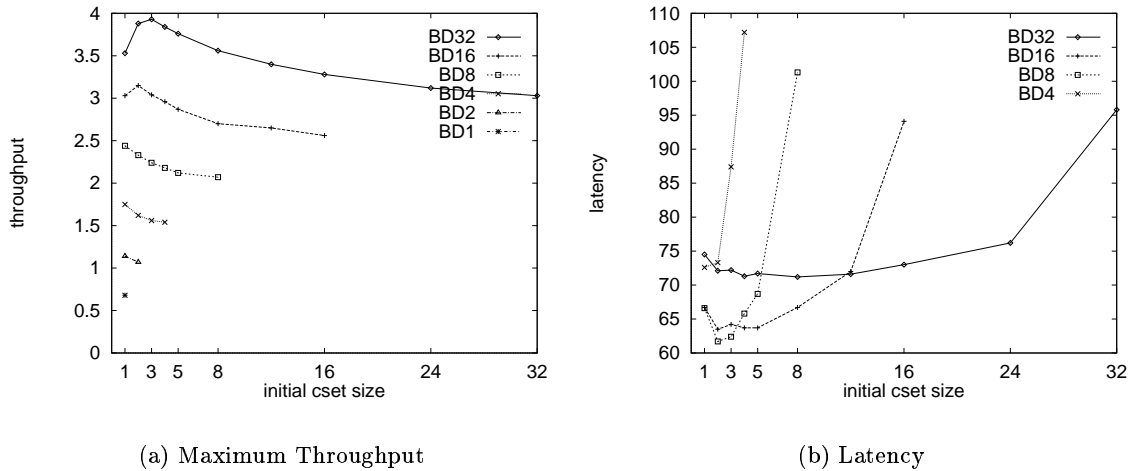 4
3.5
3
2.5
2
1.5
1
0.5
0
throughput
BD32
BD16
BD8
BD4
BD2
BD1
1 3 5 8 16 24 32
initial cset size
(a) Maximum Throughput
110
105
100
95
90
85
80
75
70
65
60
latency
BD32
BD16
BD8
BD4
1 3 5 8 16 24 32
initial cset size
(b) Latency